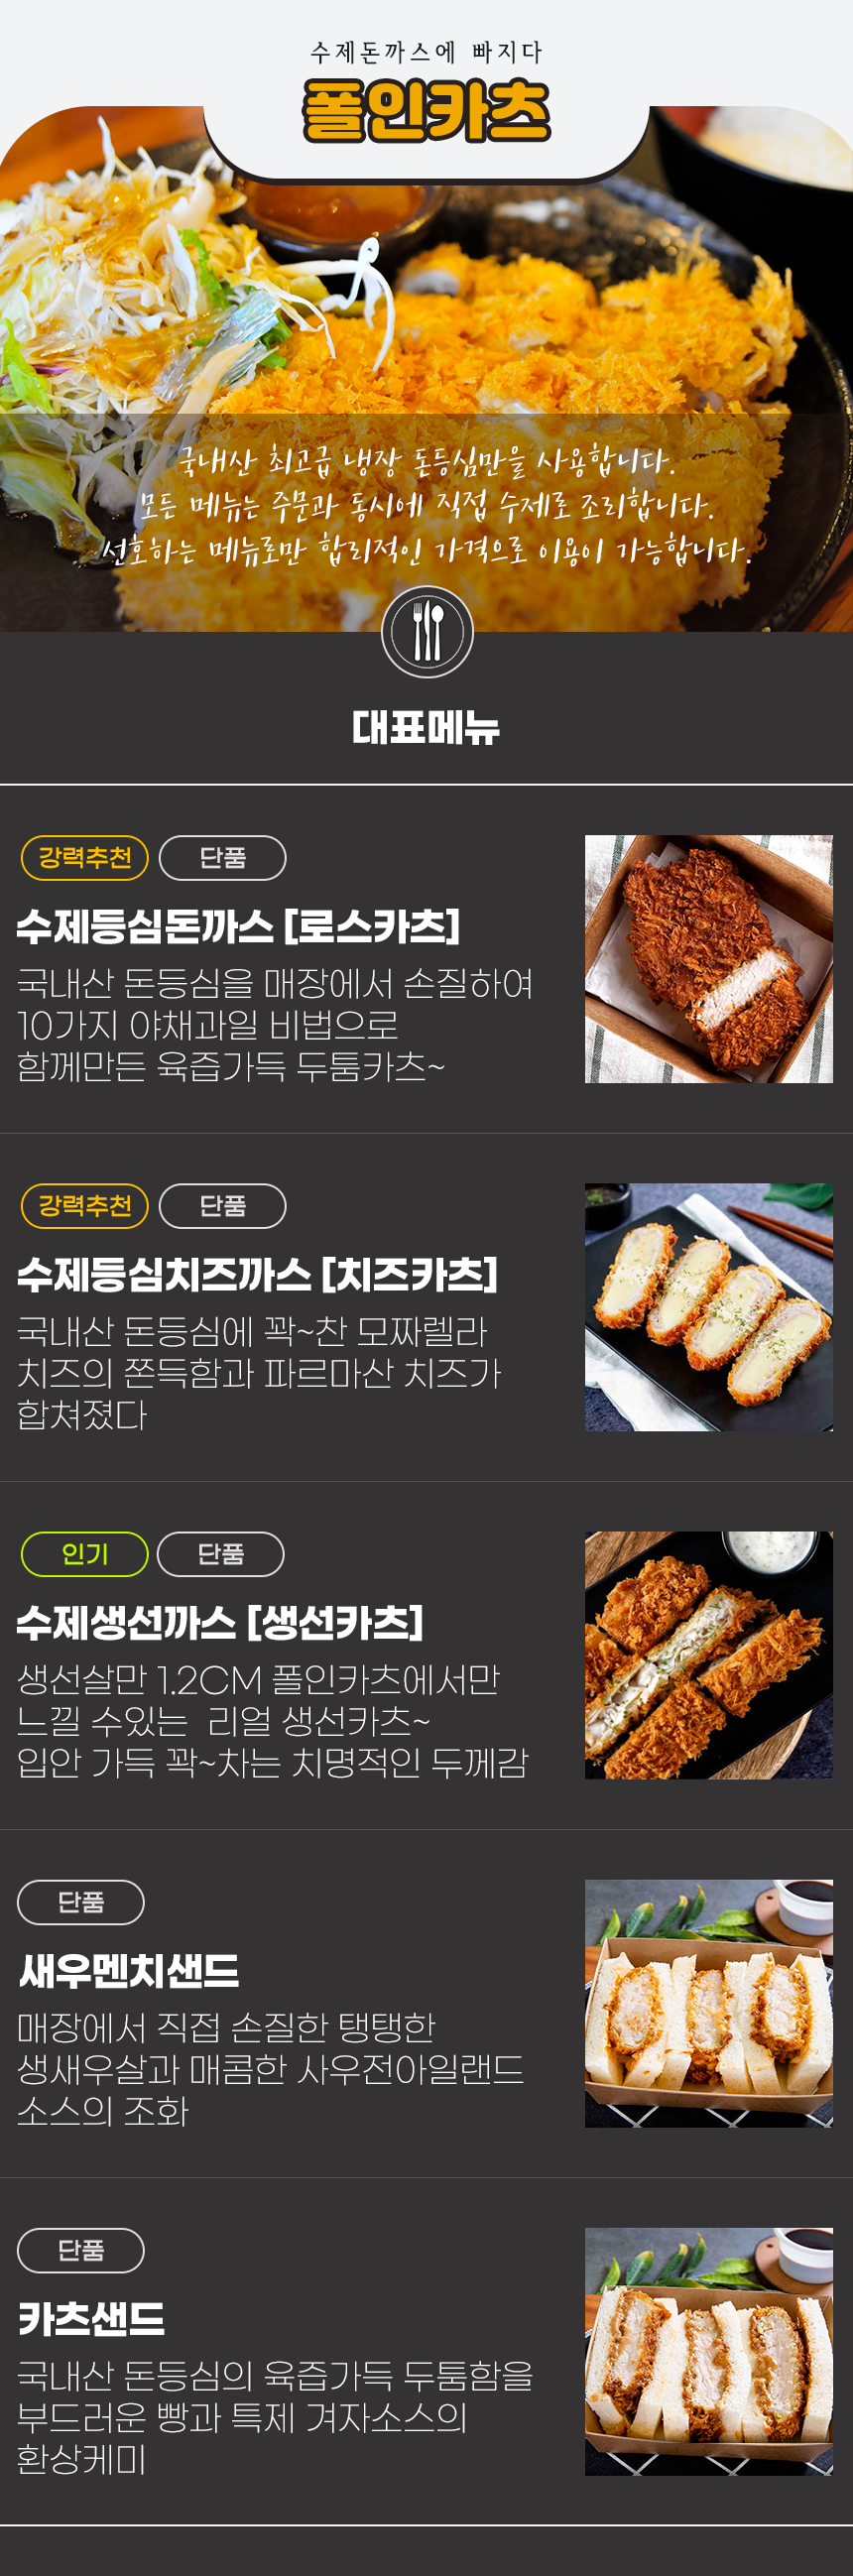 수제돈까스에 빠지다
폴인카츠
국내산 최고급 냉장 돈등심만을 사용합니다.
모든 메뉴는 주문과 동시에 직접 수제로 조리합니다.
선호하는 메뉴로만 합리적인 가격으로 이용이 가능합니다.
대표메뉴
강력추천 단품
수제등심돈까스 [로스카츠]
국내산 돈등심을 매장에서 손질하여
10가지 야채과일 비법으로
함께만든 육즙가득 두툼카츠~
강력추천 단품
수제등심치즈까스 [치즈카츠]
국내산 돈등심에 꽉~찬 모짜렐라
치즈의 쫀득함과 파르마산 치즈가
합쳐졌다
인기 단품
수제생선까스 [생선카츠]
생선살만 1.2CM 폴인카츠에서만
느낄 수있는 리얼 생선카츠~
입안 가득 꽉~차는 치명적인 두께감
단품
새우멘치샌드
매장에서 직접 손질한 탱탱한
생새우살과 매콤한 사우전아일랜드
소스의 조화
단품
카츠샌드
국내산 돈등심의 육즙가득 두툼함을
부드러운 빵과 특제 겨자소스의
환상케미